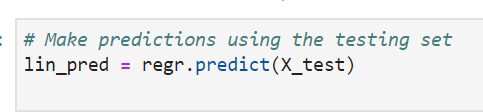 # Make predictions using the testing set
lin_pred = regr.predict(X_test)